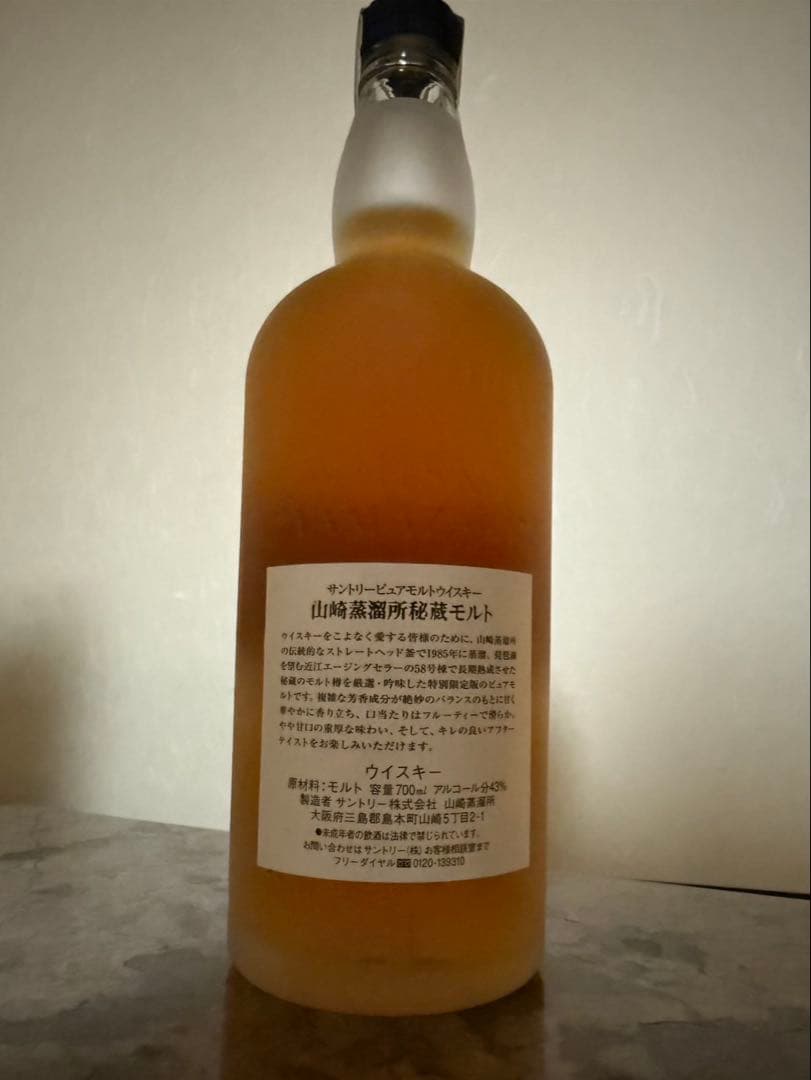 サントリーピュアモルトウイスキー
山崎蒸溜所秘蔵モルト
ウイスキーをこよなく愛する皆様のために、山崎蒸溜所
の伝統的なストレートヘッド釜で1985年に蒸溜、琵琶湖
を望む近江エージングセラーの58号棟で長期熟成させた
秘蔵のモルト樽を厳選・吟味した特別限定版のピュアモ
ルトです。複雑な芳香成分が絶妙のバランスのもとに甘く
華やかに香り立ち、口当たりはフルーティーで滑らか。
やや甘口の重厚な味わい、そして、キレの良いアフター
テイストをお楽しみいただけます。
ウイスキー
原材料：モルト 容量700ml アルコール分43%
製造者 サントリー株式会社 山崎蒸溜所
大阪府三島郡島本町山崎5丁目2-1
●未成年者の飲酒は法律で禁じられています。
お問い合わせは サントリー(株) お客様相談室まで
フリーダイヤル 0120-139310